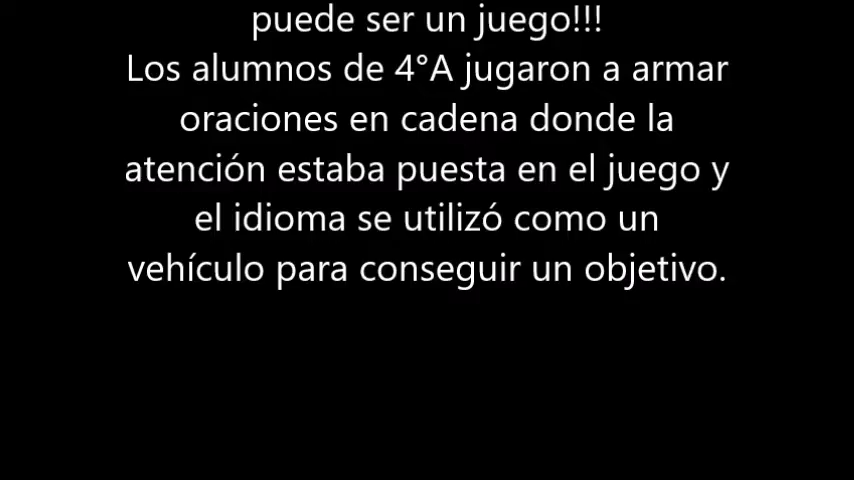 puede ser un juego!!!
Los alumnos de 4°A jugaron a armar
oraciones en cadena donde la
atención estaba puesta en el juego y
el idioma se utilizó como un
vehículo para conseguir un objetivo.